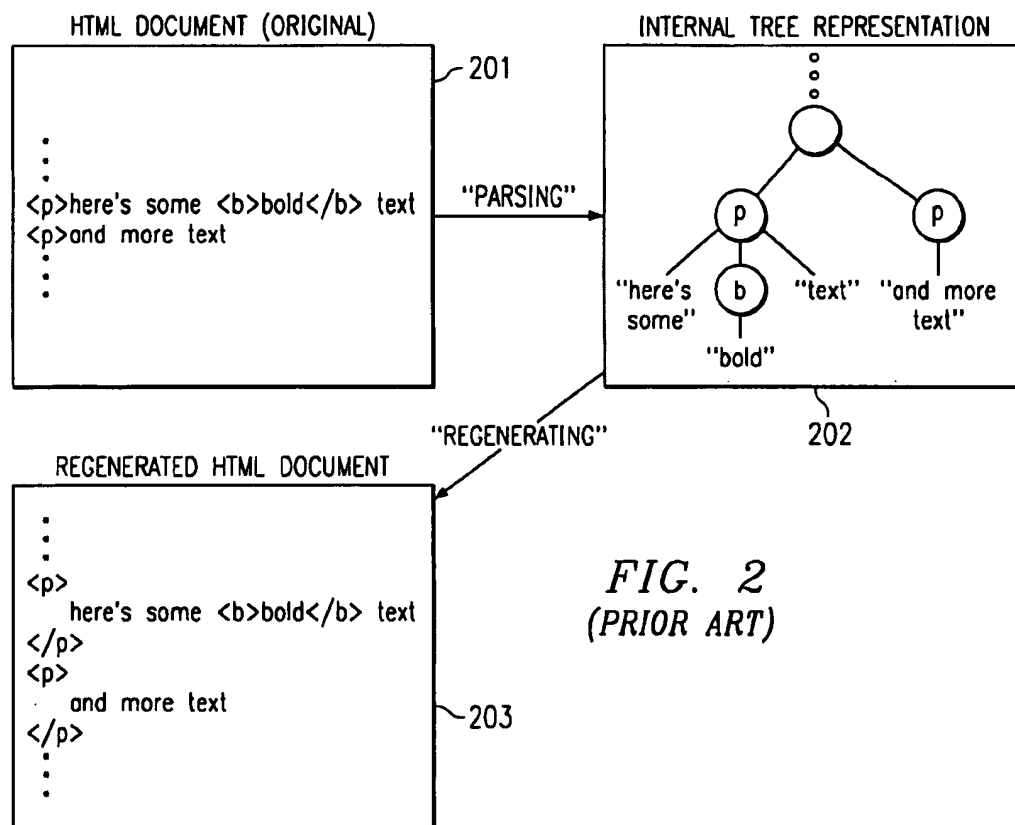 HTML DOCUMENT (ORIGINAL)
201
<p>here's some <b>bold</b> text
<p>and more text
"PARSING"
INTERNAL TREE REPRESENTATION
p
p
"here's
some"
b
"text"
"and more
text"
"bold"
202
"REGENERATING"
REGENERATED HTML DOCUMENT
<p>
here's some <b>bold</b> text
</p>
<p>
and more text
</p>
203
FIG. 2
(PRIOR ART)